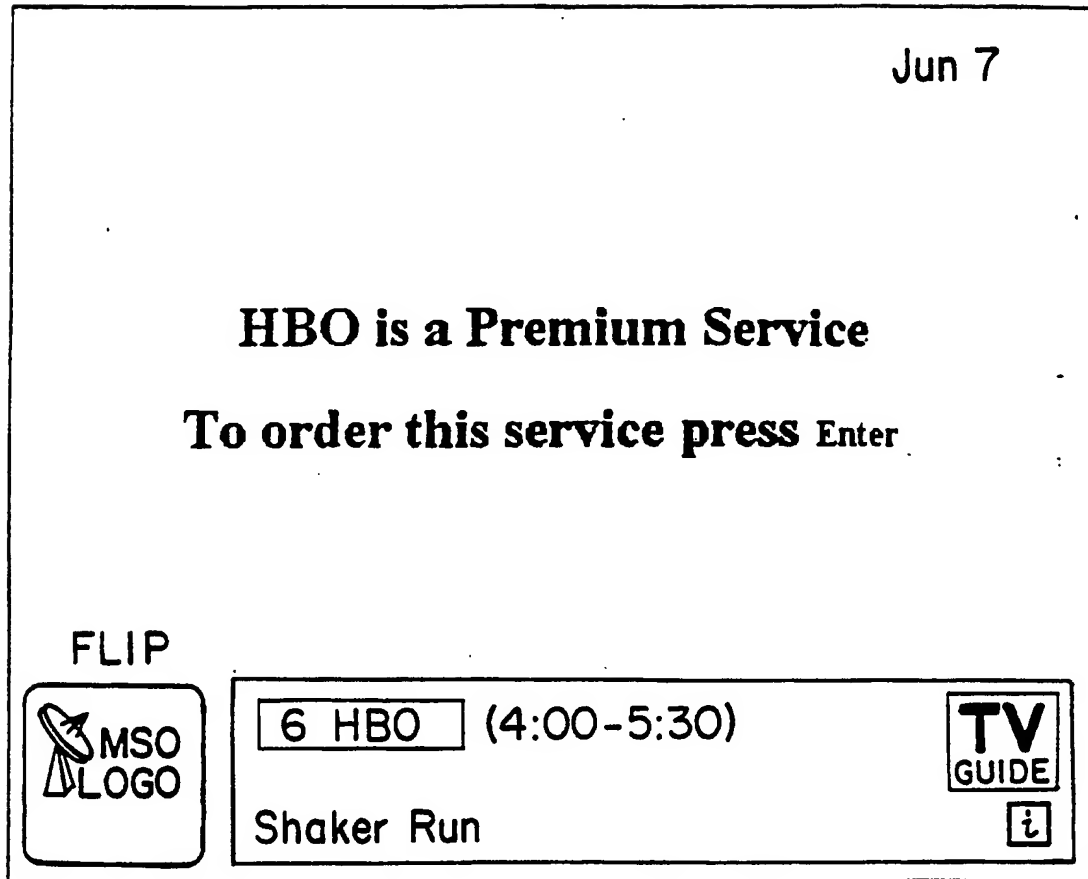 Jun 7
HBO is a Premium Service
To order this service press Enter
FLIP
MSO
LOGO
6 HBO (4:00-5:30)
TV
GUIDE
Shaker Run
i